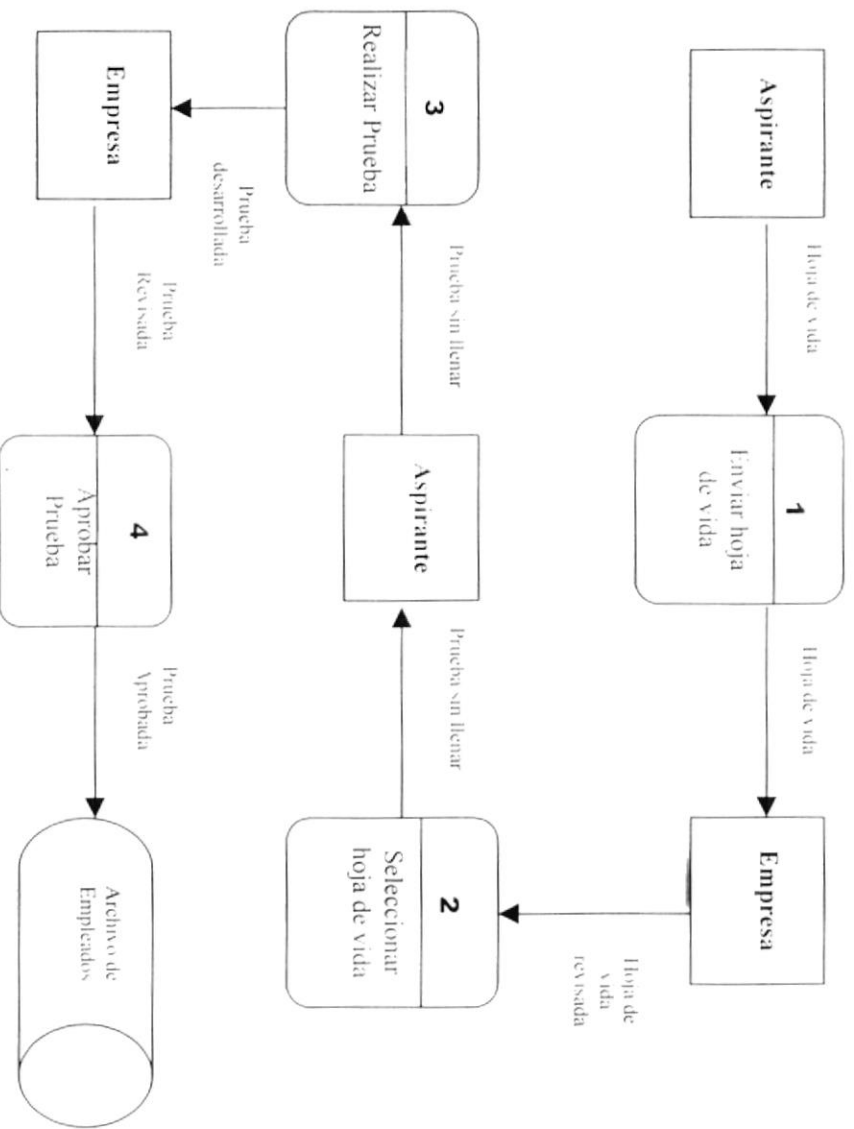 Aspirante
Hoja de vida
1
Enviar hoja
de vida
Hoja de vida
Empresa
Hoja de
vida
revisada
2
Seleccionar
hoja de vida
Prueba sin llenar
Aspirante
Prueba sin llenar
3
Realizar Prueba
Prueba
desarrollada
Empresa
Prueba
Revisada
4
Aprobar
Prueba
Prueba
Aprobada
Archivo de
Empleados